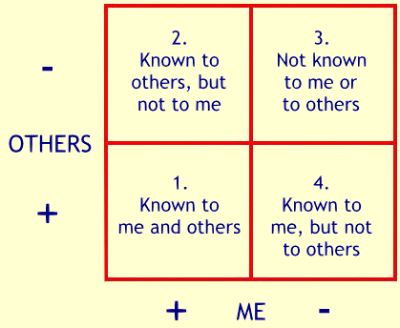 2.
Known to
others, but
not to me
3.
Not known
to me or
to others
-
OTHERS
+
1.
Known to
me and others
4.
Known to
me, but not
to others
+ ME -